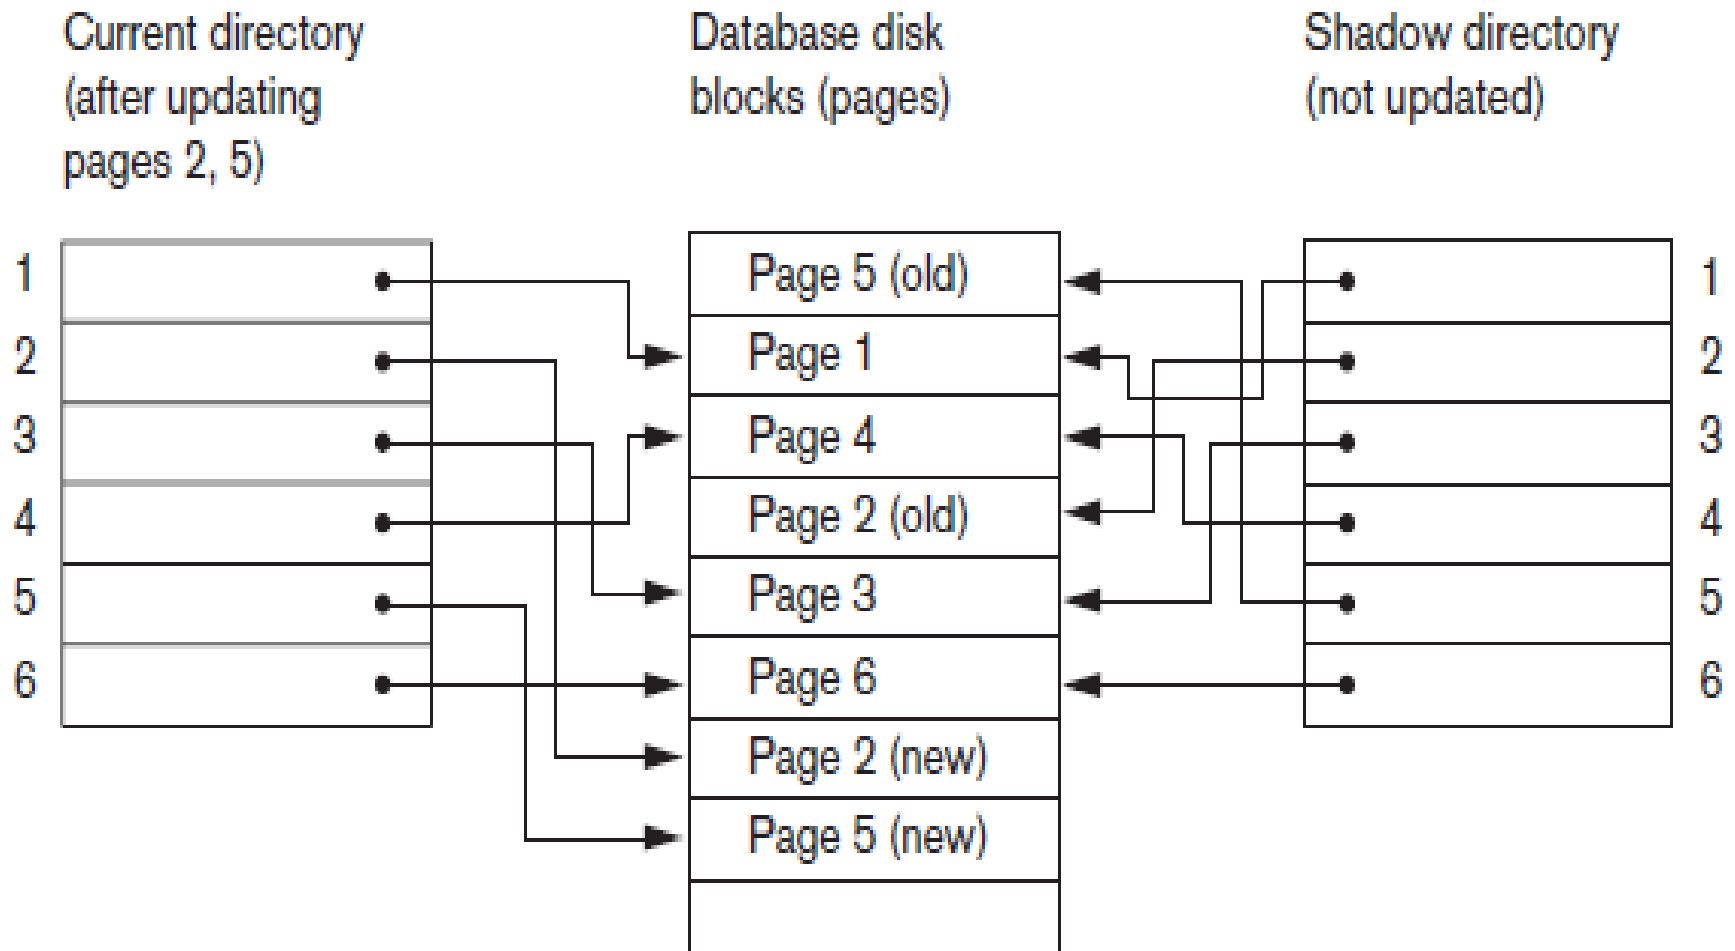 Current directory
(after updating
pages 2, 5)
Database disk
blocks (pages)
Shadow directory
(not updated)
1
2
3
4
5
6
Page 5 (old)
Page 1
Page 4
Page 2 (old)
Page 3
Page 6
Page 2 (new)
Page 5 (new)
1
2
3
4
5
6